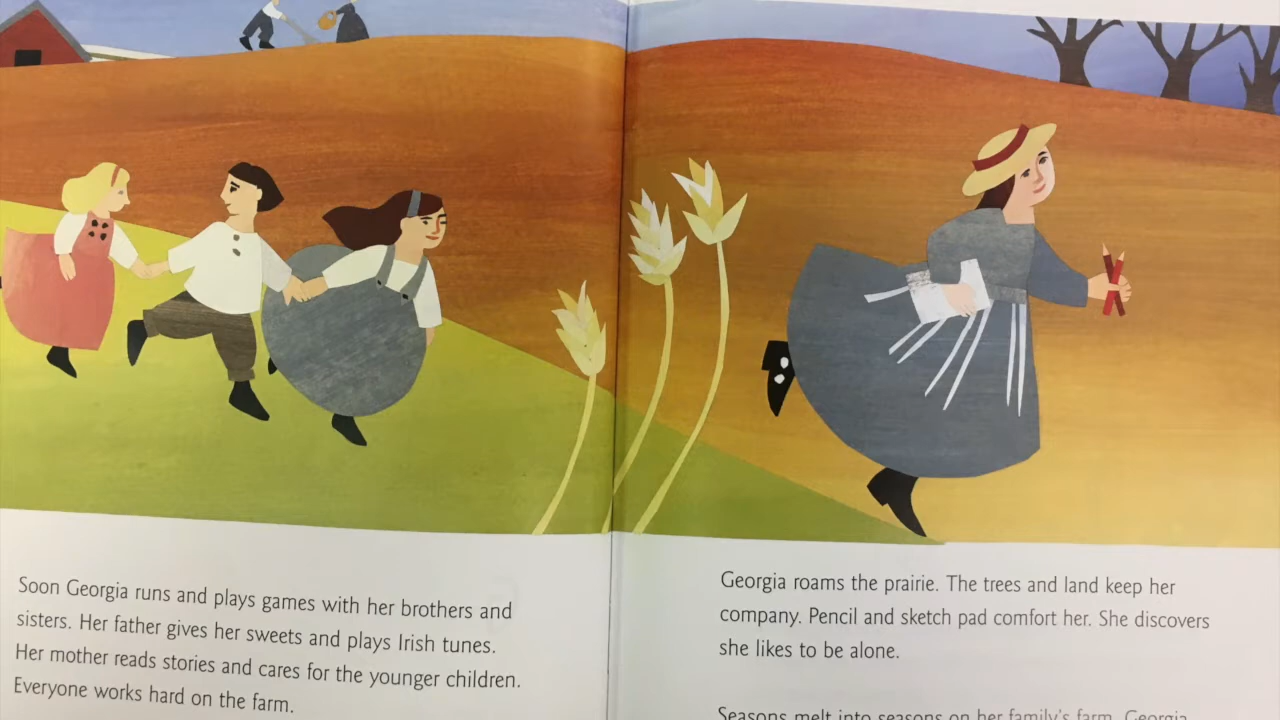 Soon Georgia runs and plays games with her brothers and
sisters. Her father gives her sweets and plays Irish tunes.
Her mother reads stories and cares for the younger children.
Everyone works hard on the farm.
Georgia roams the prairie. The trees and land keep her
company. Pencil and sketch pad comfort her. She discovers
she likes to be alone.
Seasons melt into seasons on her family's farm. Georgia